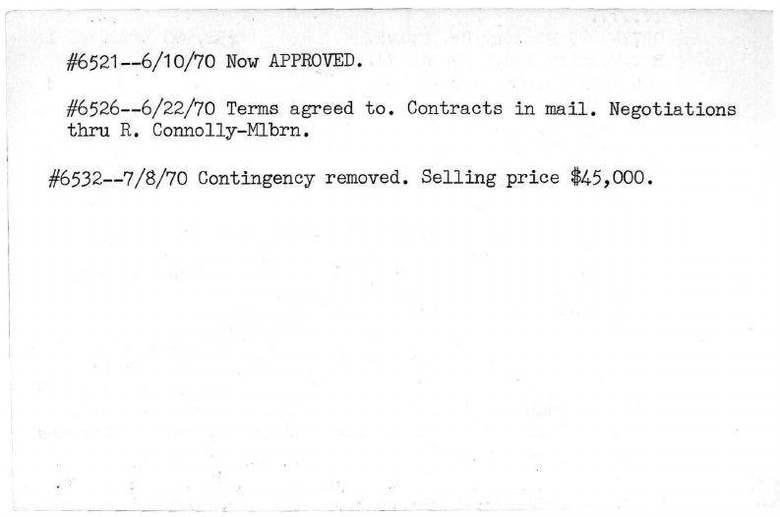 #6521--6/10/70 Now APPROVED.
#6526--6/22/70 Terms agreed to. Contracts in mail. Negotiations
thru R. Connolly-Mlbrn.
#6532--7/8/70 Contingency removed. Selling price $45,000.